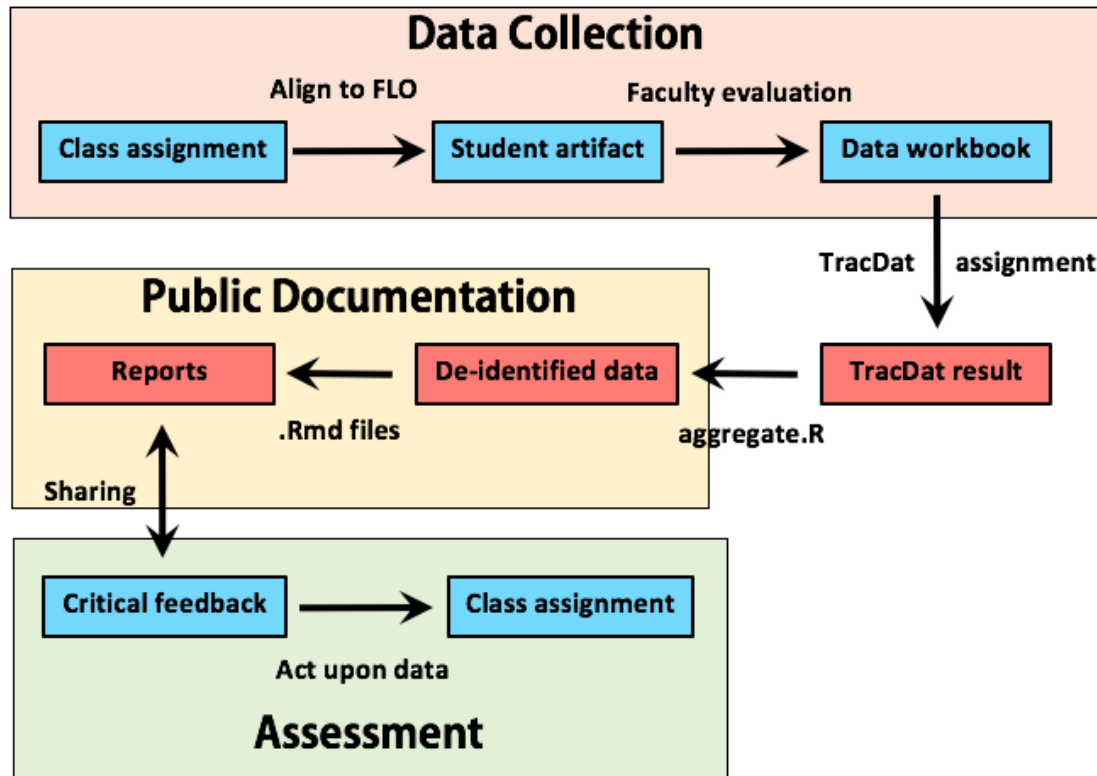 Data Collection
Align to FLO
Faculty evaluation
Class assignment
Student artifact
Data workbook
TracDat assignment
Public Documentation
Reports
De-identified data
TracDat result
.Rmd files
aggregate.R
Sharing
Critical feedback
Class assignment
Act upon data
Assessment